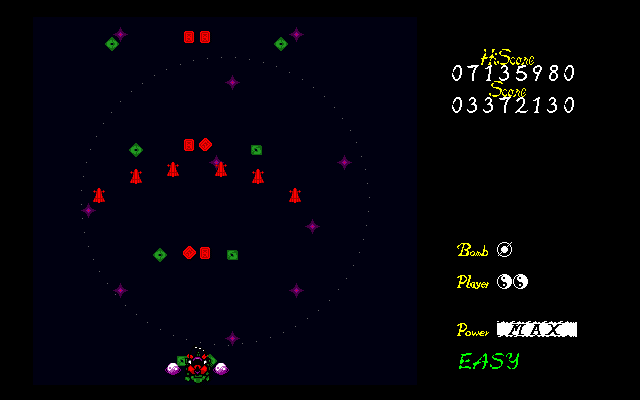 HiScore
07135980
Score
03372130
Bomb
Player
Power MAX
EASY